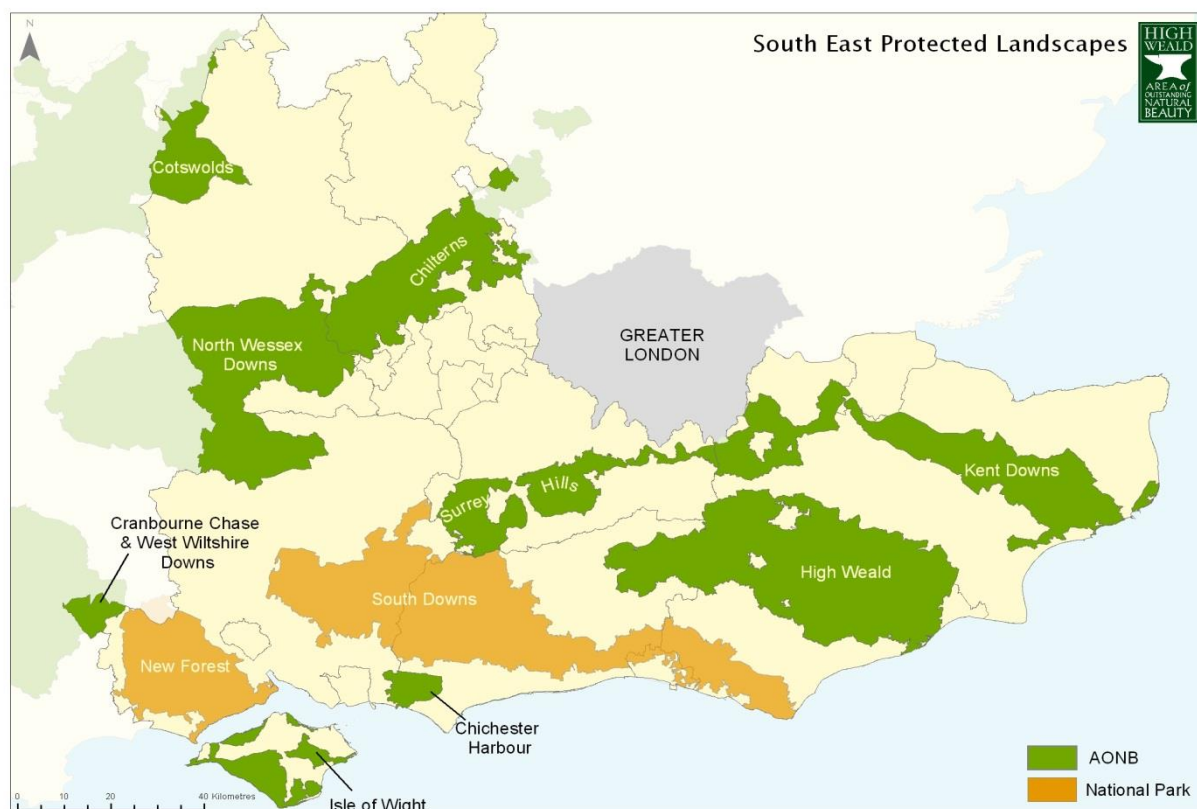 N
South East Protected Landscapes
HIGH
WEALD
AREA of
OUTSTANDING
NATURAL
BEAUTY
Cotswolds
Chilterns
North Wessex
Downs
GREATER
LONDON
Kent Downs
Surrey Hills
Cranbourne Chase
& West Wiltshire
Downs
High Weald
South Downs
New Forest
Chichester
Harbour
AONB
National Park
0 10 20 40 Kilometres
Isle of Wight